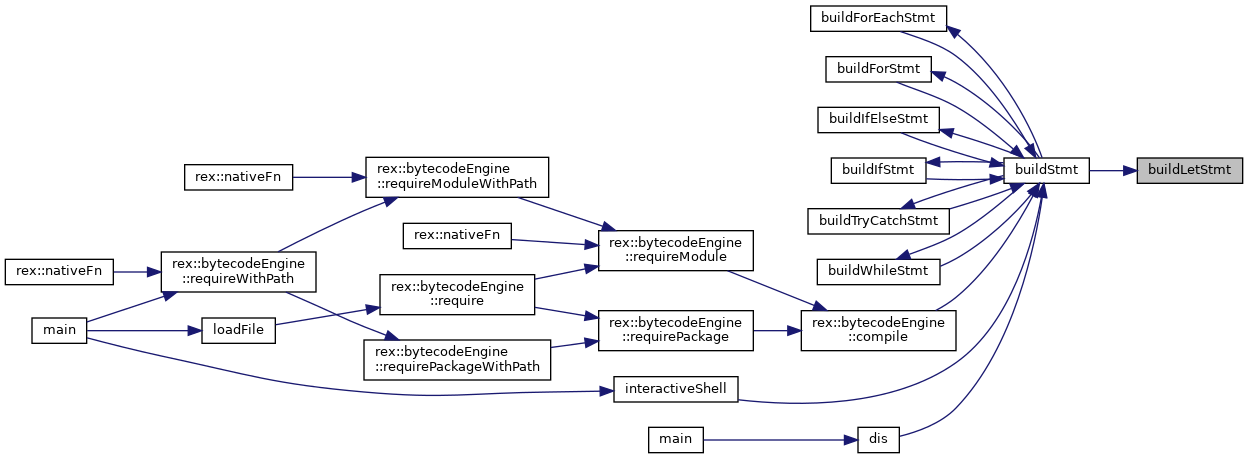 buildForEachStmt
buildForStmt
buildIfElseStmt
rex::bytecodeEngine
::requireModuleWithPath
rex::nativeFn
buildIfStmt
buildStmt
buildLetStmt
buildTryCatchStmt
rex::nativeFn
rex::bytecodeEngine
::requireModule
rex::nativeFn
rex::bytecodeEngine
::requireWithPath
buildWhileStmt
rex::bytecodeEngine
::require
main
loadFile
rex::bytecodeEngine
::requirePackage
rex::bytecodeEngine
::compile
rex::bytecodeEngine
::requirePackageWithPath
interactiveShell
main
dis